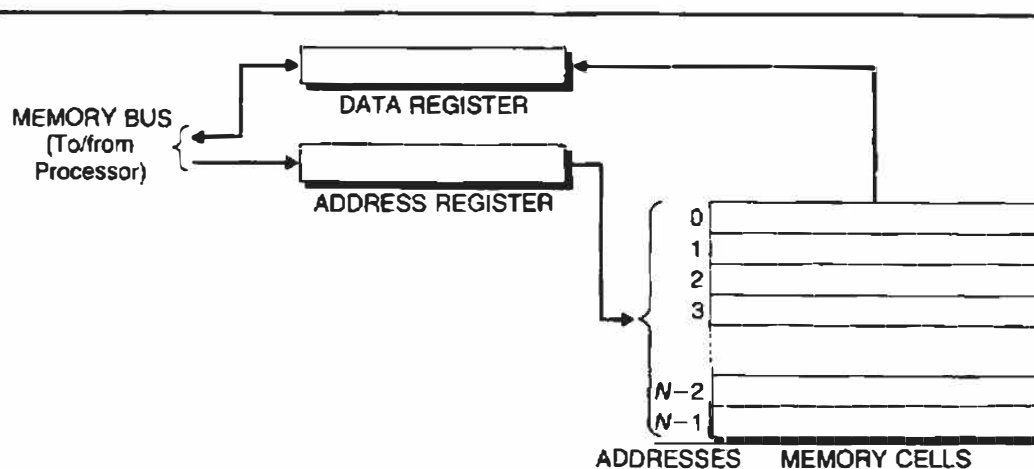 DATA REGISTER
MEMORY BUS
(To/from
Processor)
ADDRESS REGISTER
0
1
2
3
N−2
N−1
ADDRESSES
MEMORY CELLS